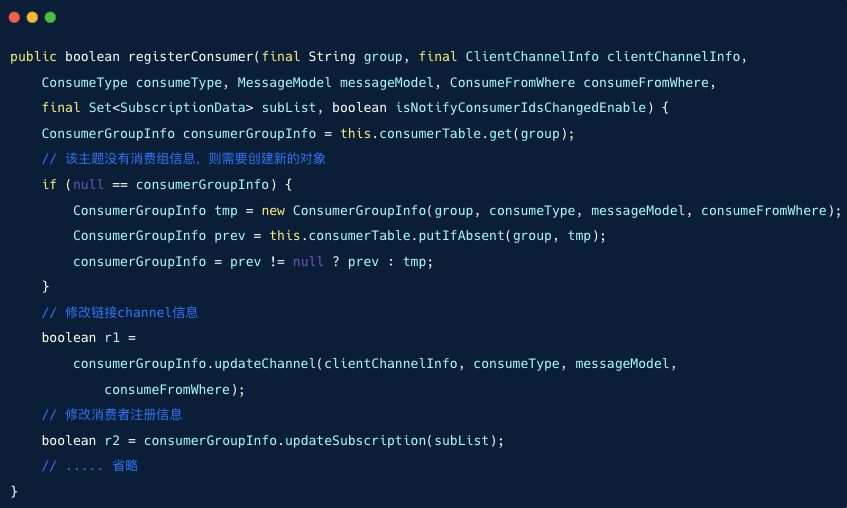 public boolean registerConsumer(final String group, final ClientChannelInfo clientChannelInfo,
    ConsumeType consumeType, MessageModel messageModel, ConsumeFromWhere consumeFromWhere,
    final Set<SubscriptionData> subList, boolean isNotifyConsumerIdsChangedEnable) {
    ConsumerGroupInfo consumerGroupInfo = this.consumerTable.get(group);
    // 该主题没有消费组信息，则需要创建新的对象
    if (null == consumerGroupInfo) {
        ConsumerGroupInfo tmp = new ConsumerGroupInfo(group, consumeType, messageModel, consumeFromWhere);
        ConsumerGroupInfo prev = this.consumerTable.putIfAbsent(group, tmp);
        consumerGroupInfo = prev != null ? prev : tmp;
    }
    // 修改链接channel信息
    boolean r1 =
        consumerGroupInfo.updateChannel(clientChannelInfo, consumeType, messageModel,
            consumeFromWhere);
    // 修改消费者注册信息
    boolean r2 = consumerGroupInfo.updateSubscription(subList);
    // ..... 省略
}